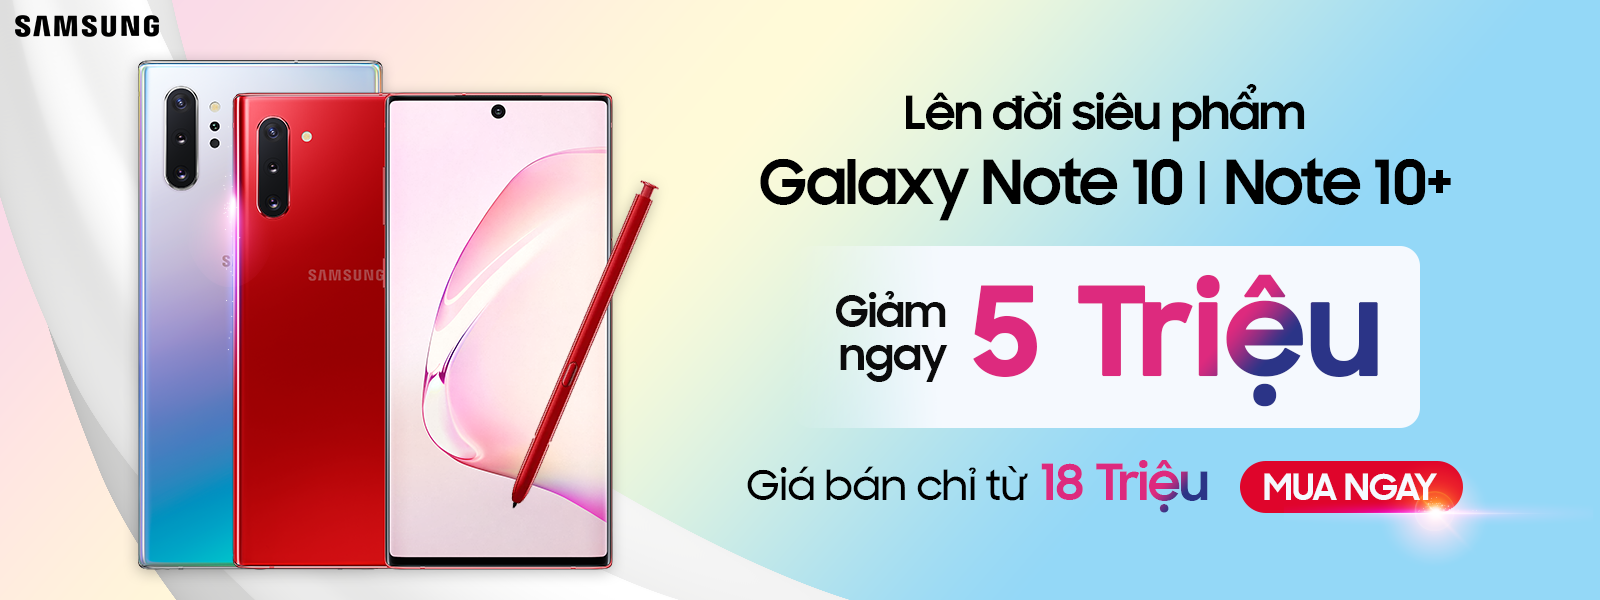 SAMSUNG
S
SAMSUNG
Lên đời siêu phẩm
Galaxy Note 10 | Note 10+
Giảm
ngay
5 Triệu
Giá bán chỉ từ 18 Triệu
MUA NGAY